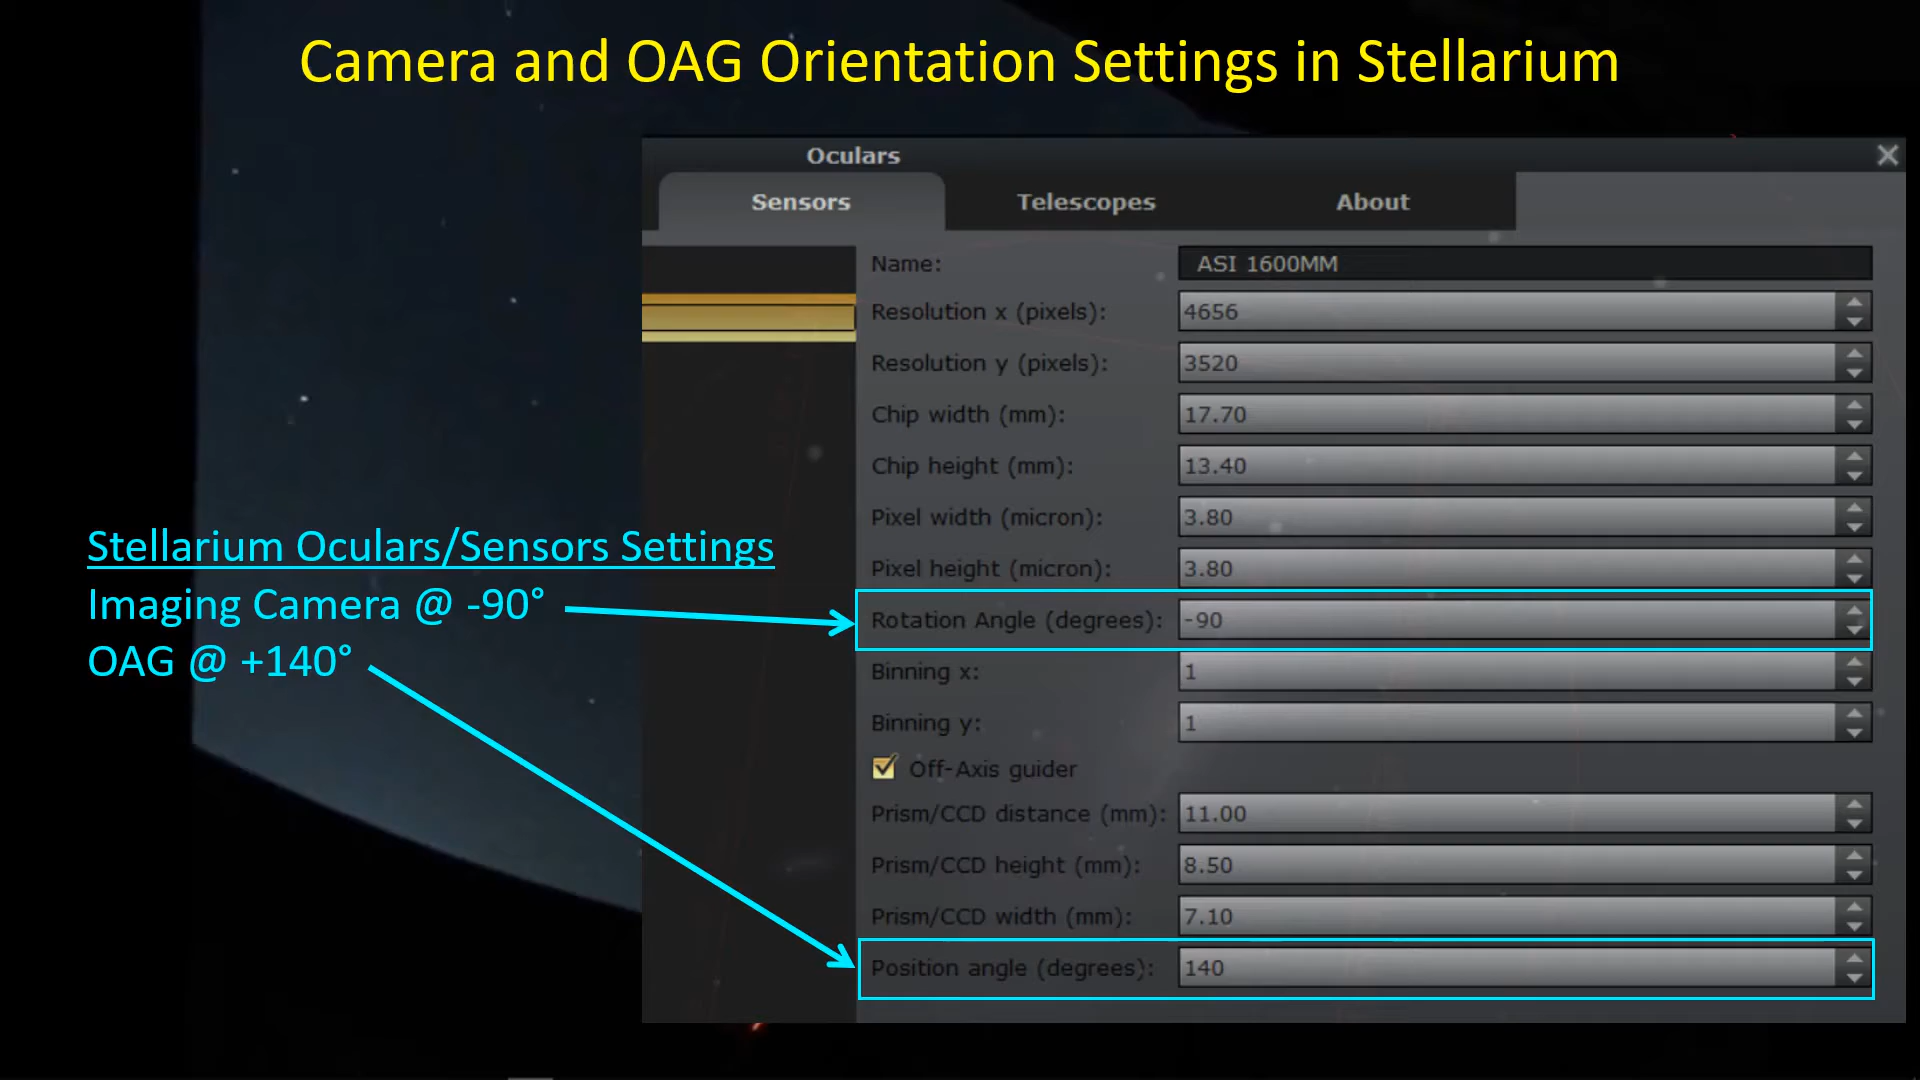 Camera and OAG Orientation Settings in Stellarium
Oculars
Sensors Telescopes About
Name: ASI 1600MM
Resolution x (pixels): 4656
Resolution y (pixels): 3520
Chip width (mm): 17.70
Chip height (mm): 13.40
Pixel width (micron): 3.80
Pixel height (micron): 3.80
Stellarium Oculars/Sensors Settings
Imaging Camera @ -90°
OAG @ +140°
Rotation Angle (degrees): -90
Binning x: 1
Binning y: 1
Off-Axis guider
Prism/CCD distance (mm): 11.00
Prism/CCD height (mm): 8.50
Prism/CCD width (mm): 7.10
Position angle (degrees): 140